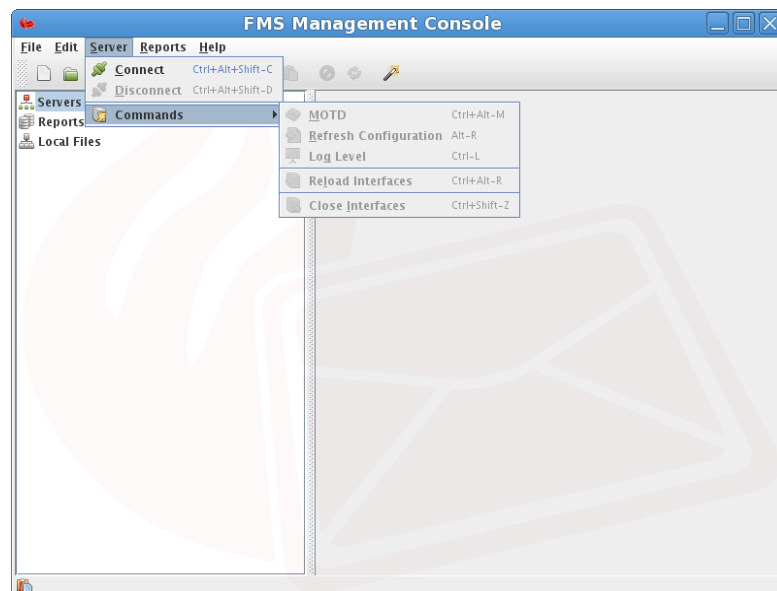 FMS Management Console
File Edit Server Reports Help
Connect Ctrl+Alt+Shift-C
Disconnect Ctrl+Alt+Shift-D
Commands
Servers
Reports
Local Files
MOTD Ctrl+Alt-M
Refresh Configuration Alt-R
Log Level Ctrl-L
Reload Interfaces Ctrl+Alt-R
Close Interfaces Ctrl+Shift-Z